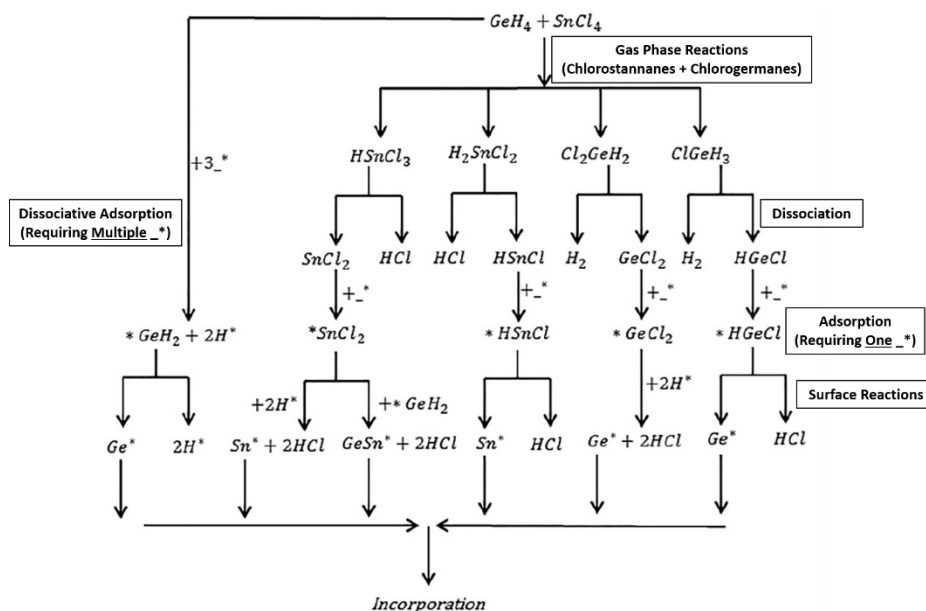 GeH₄ + SnCl₄
Gas Phase Reactions
(Chlorostannanes + Chlorogermanes)
HSnCl₃ H₂SnCl₂ Cl₂GeH₂ ClGeH₃
+3_*
Dissociative Adsorption
(Requiring Multiple _*)
Dissociation
SnCl₂ HCl HCl HSnCl H₂ GeCl₂ H₂ HGeCl
+_* +_* +_* +_*
* GeH₂ + 2H* *SnCl₂ * HSnCl * GeCl₂ * HGeCl
Adsorption
(Requiring One _*)
+2H* +* GeH₂ +2H*
Surface Reactions
Ge* 2H* Sn* + 2HCl GeSn* + 2HCl Sn* HCl Ge* + 2HCl Ge* HCl
Incorporation